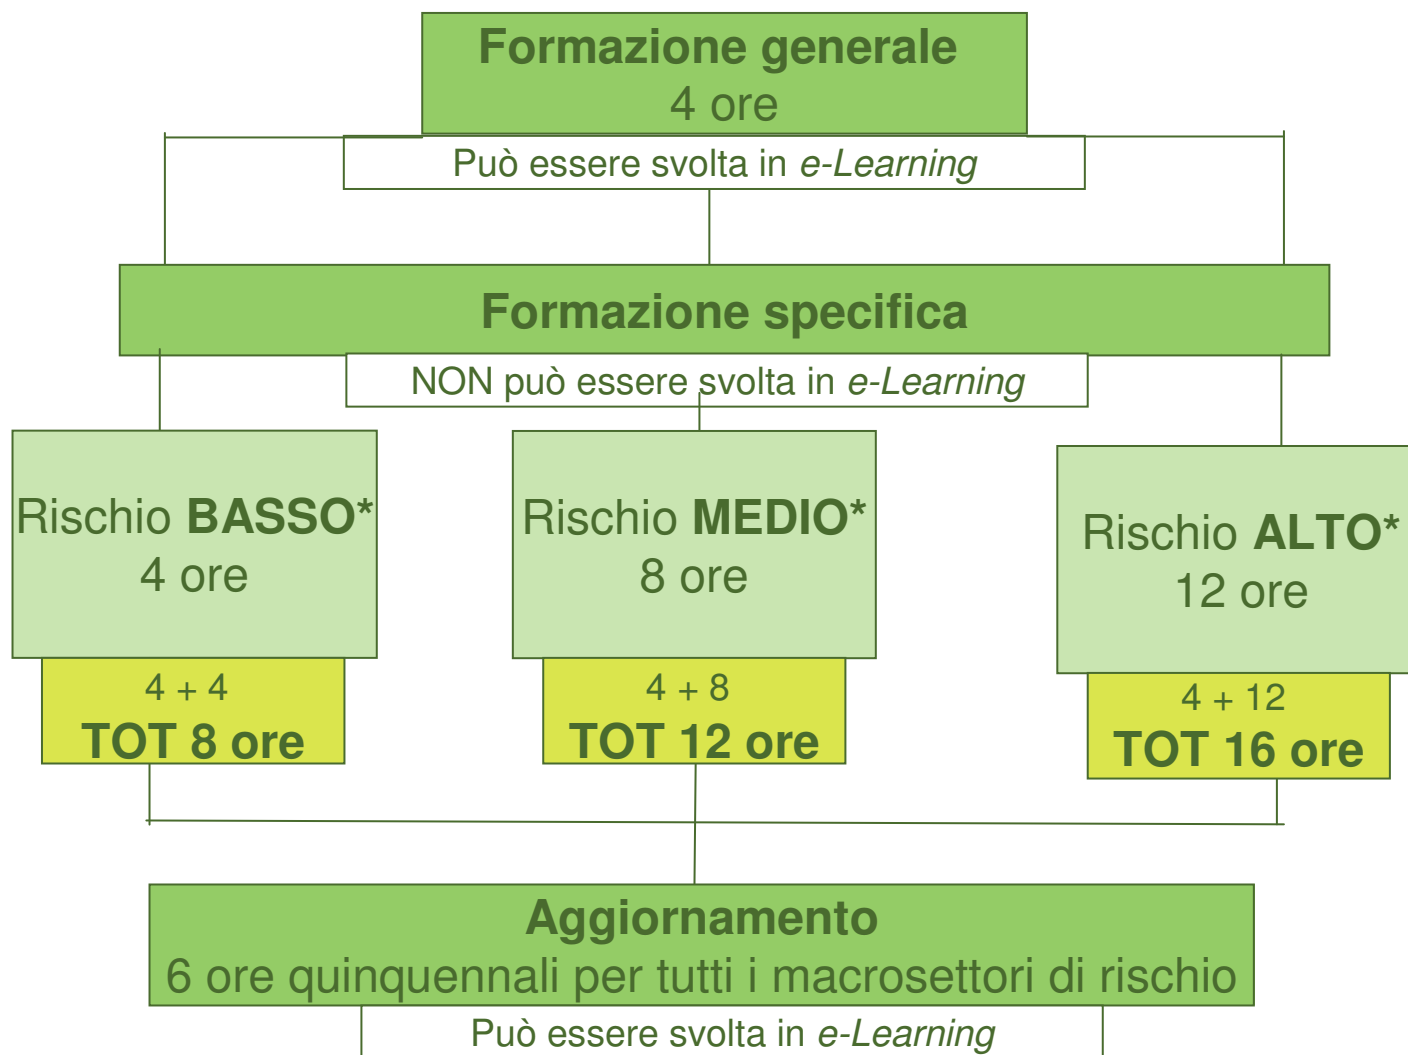 Formazione generale
4 ore
Può essere svolta in e-Learning
Formazione specifica
NON può essere svolta in e-Learning
Rischio BASSO*
4 ore
4 + 4
TOT 8 ore
Rischio MEDIO*
8 ore
4 + 8
TOT 12 ore
Rischio ALTO*
12 ore
4 + 12
TOT 16 ore
Aggiornamento
6 ore quinquennali per tutti i macrosettori di rischio
Può essere svolta in e-Learning